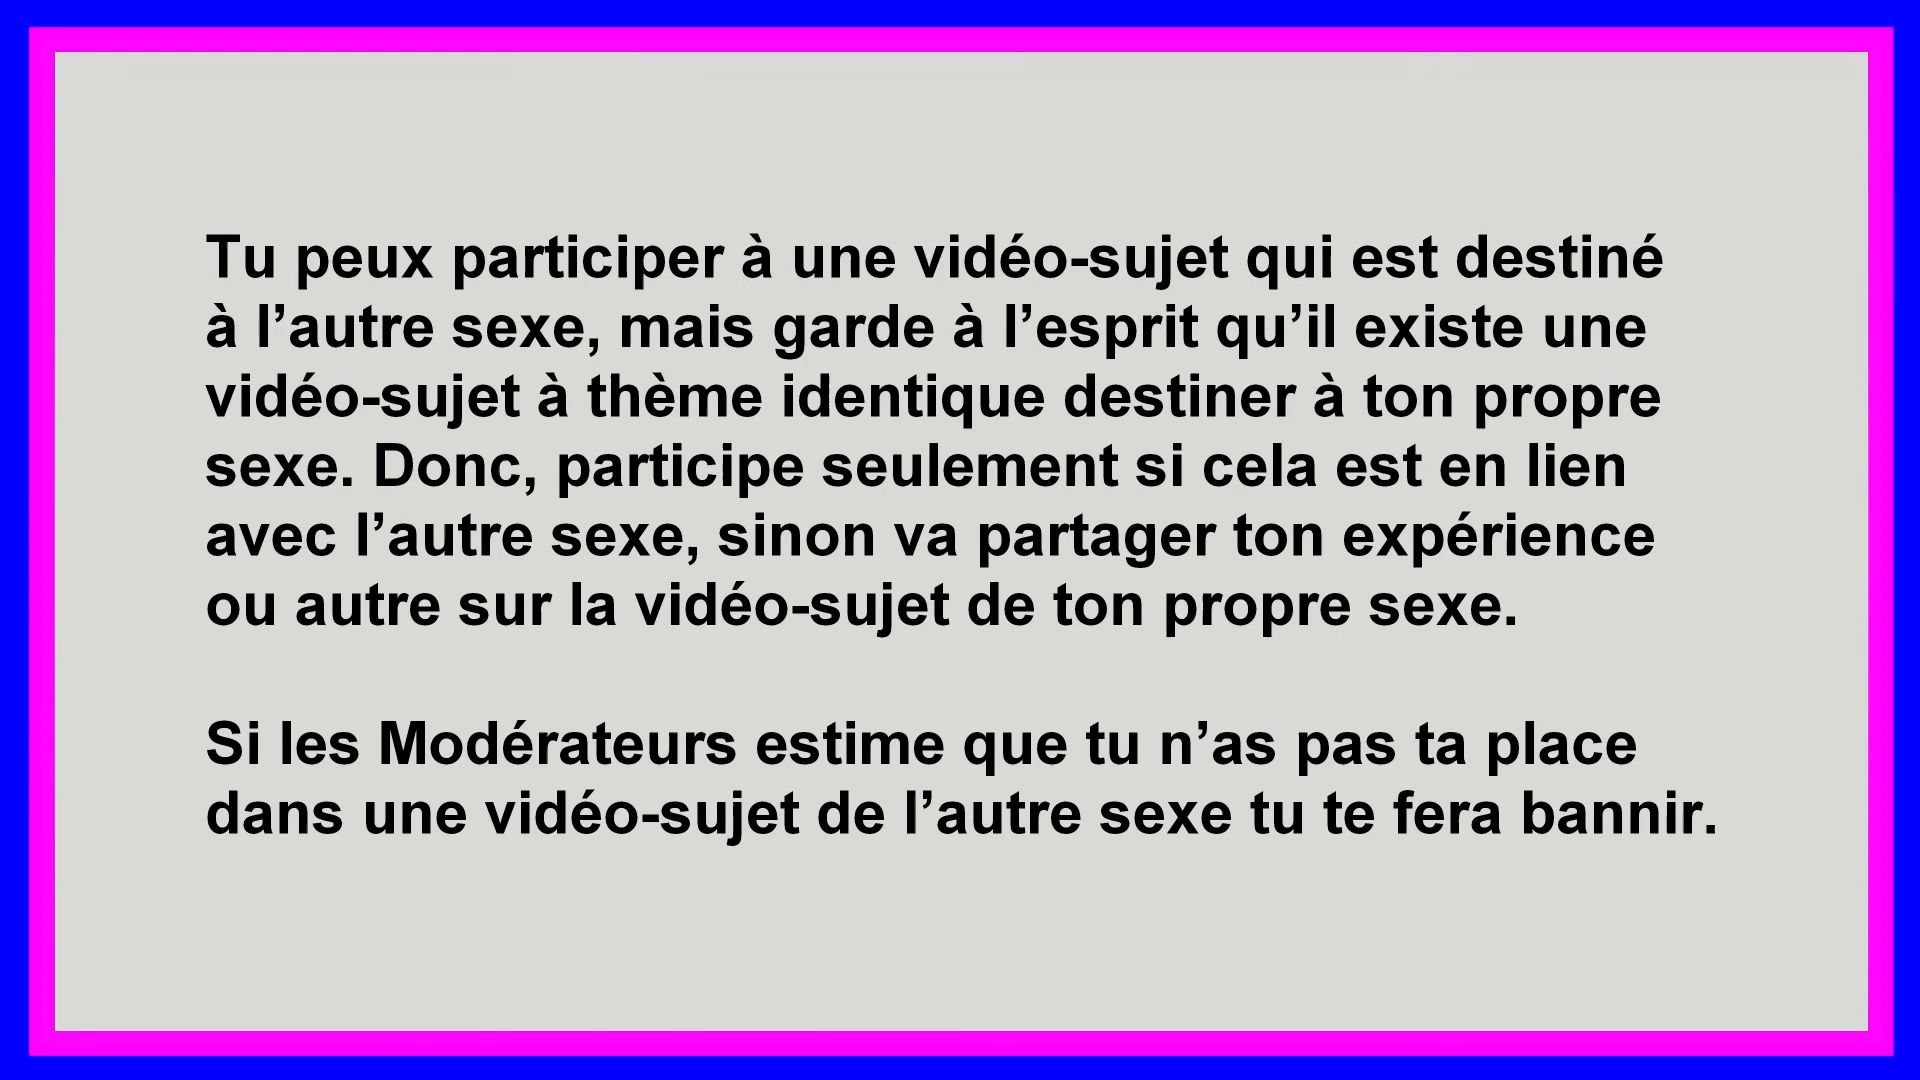 Tu peux participer à une vidéo-sujet qui est destiné
à l’autre sexe, mais garde à l’esprit qu’il existe une
vidéo-sujet à thème identique destiner à ton propre
sexe. Donc, participe seulement si cela est en lien
avec l’autre sexe, sinon va partager ton expérience
ou autre sur la vidéo-sujet de ton propre sexe.
Si les Modérateurs estime que tu n’as pas ta place
dans une vidéo-sujet de l’autre sexe tu te fera bannir.